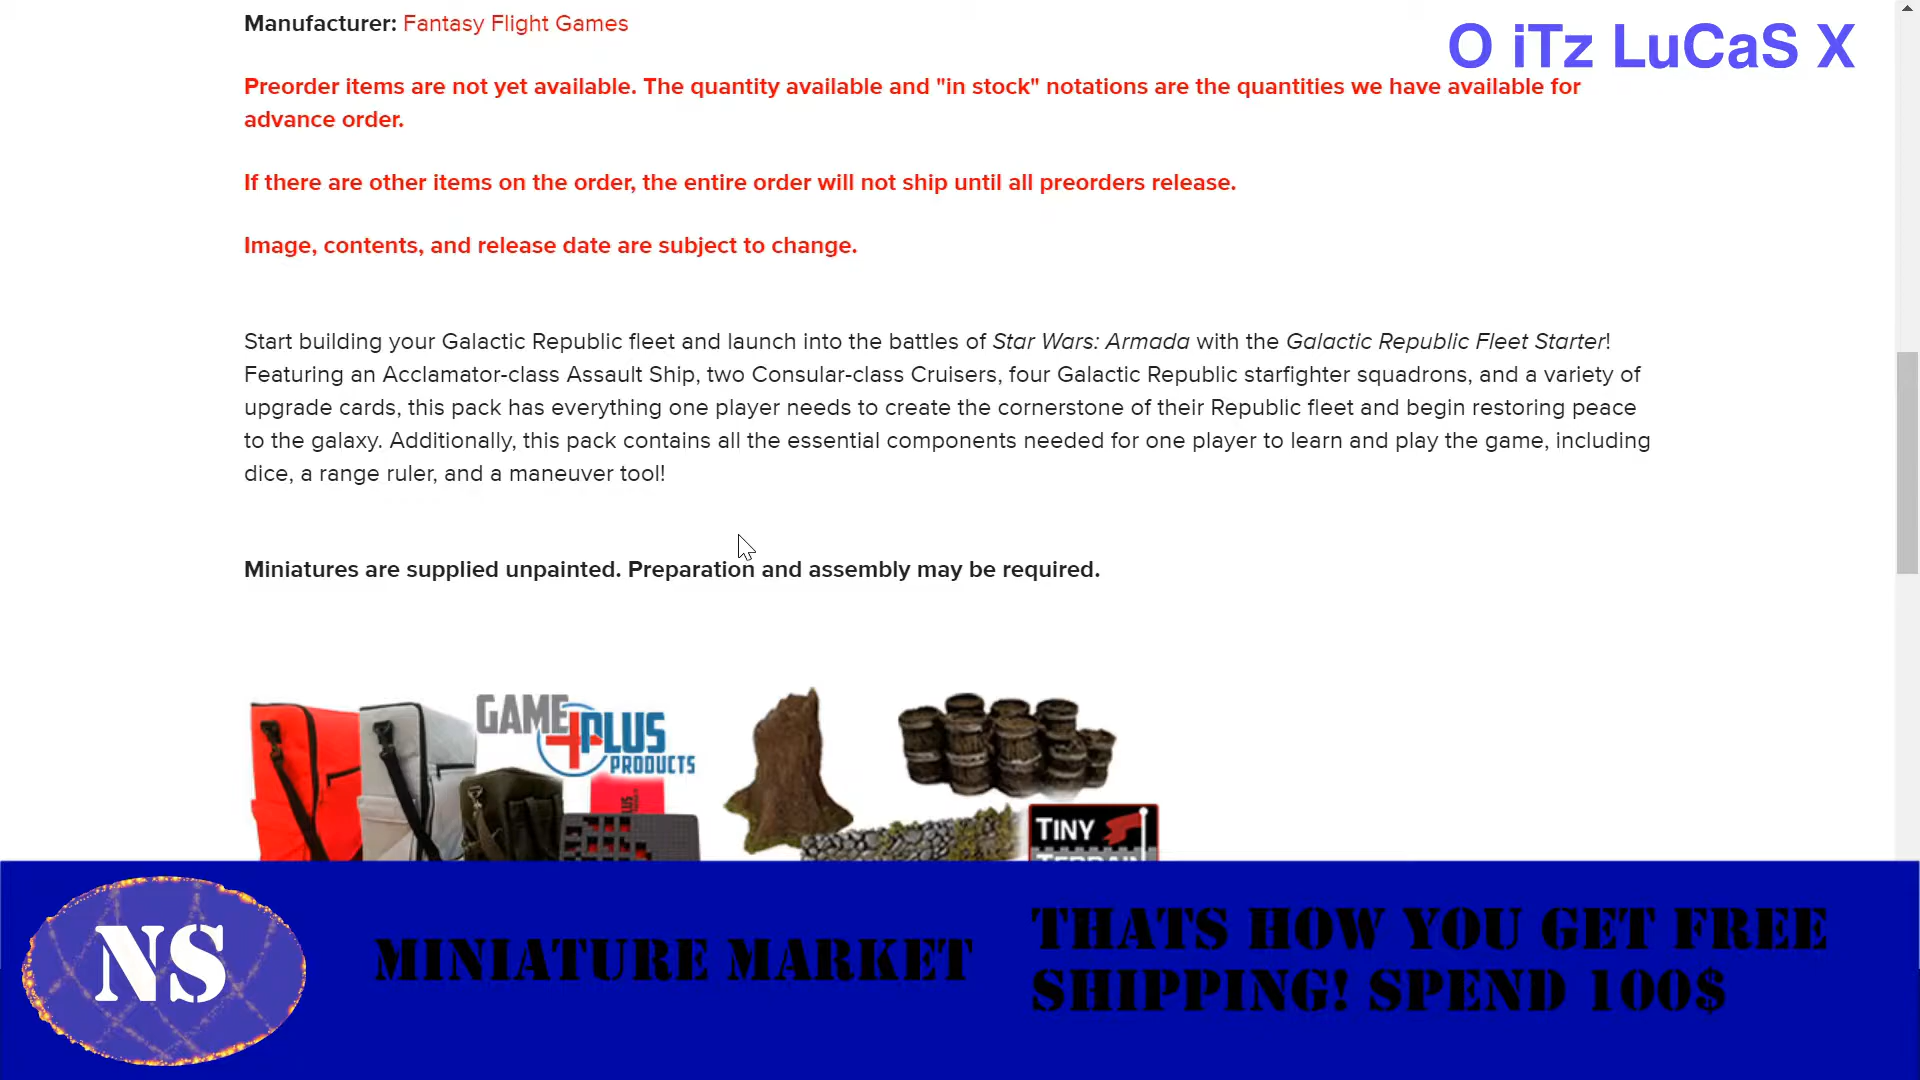 Manufacturer: Fantasy Flight Games
O iTz LuCaS X
Preorder items are not yet available. The quantity available and "in stock" notations are the quantities we have available for
advance order.
If there are other items on the order, the entire order will not ship until all preorders release.
Image, contents, and release date are subject to change.
Start building your Galactic Republic fleet and launch into the battles of Star Wars: Armada with the Galactic Republic Fleet Starter!
Featuring an Acclamator-class Assault Ship, two Consular-class Cruisers, four Galactic Republic starfighter squadrons, and a variety of
upgrade cards, this pack has everything one player needs to create the cornerstone of their Republic fleet and begin restoring peace
to the galaxy. Additionally, this pack contains all the essential components needed for one player to learn and play the game, including
dice, a range ruler, and a maneuver tool!
Miniatures are supplied unpainted. Preparation and assembly may be required.
GAME
PLUS
PRODUCTS
PLUS
TINY
TERRAIN
NS
MINIATURE MARKET
THATS HOW YOU GET FREE
SHIPPING! SPEND 100$